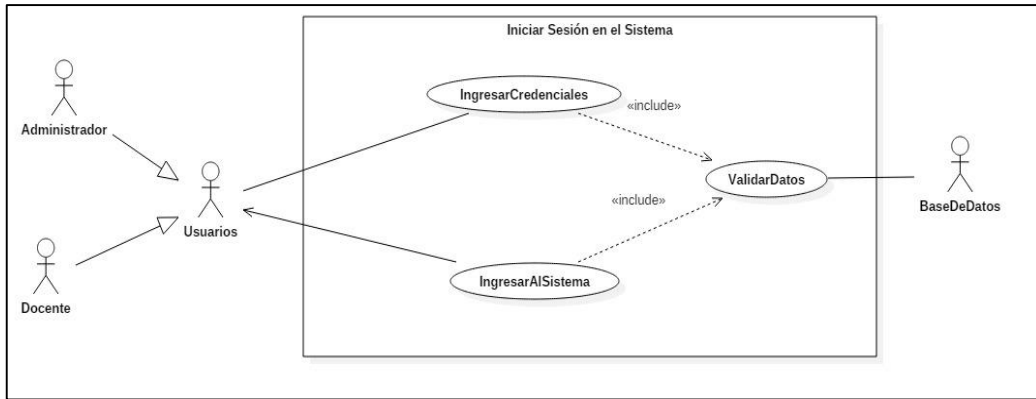 Iniciar Sesión en el Sistema
Administrador
IngresarCredenciales
«include»
Usuarios
ValidarDatos
BaseDeDatos
«include»
Docente
IngresarAlSistema